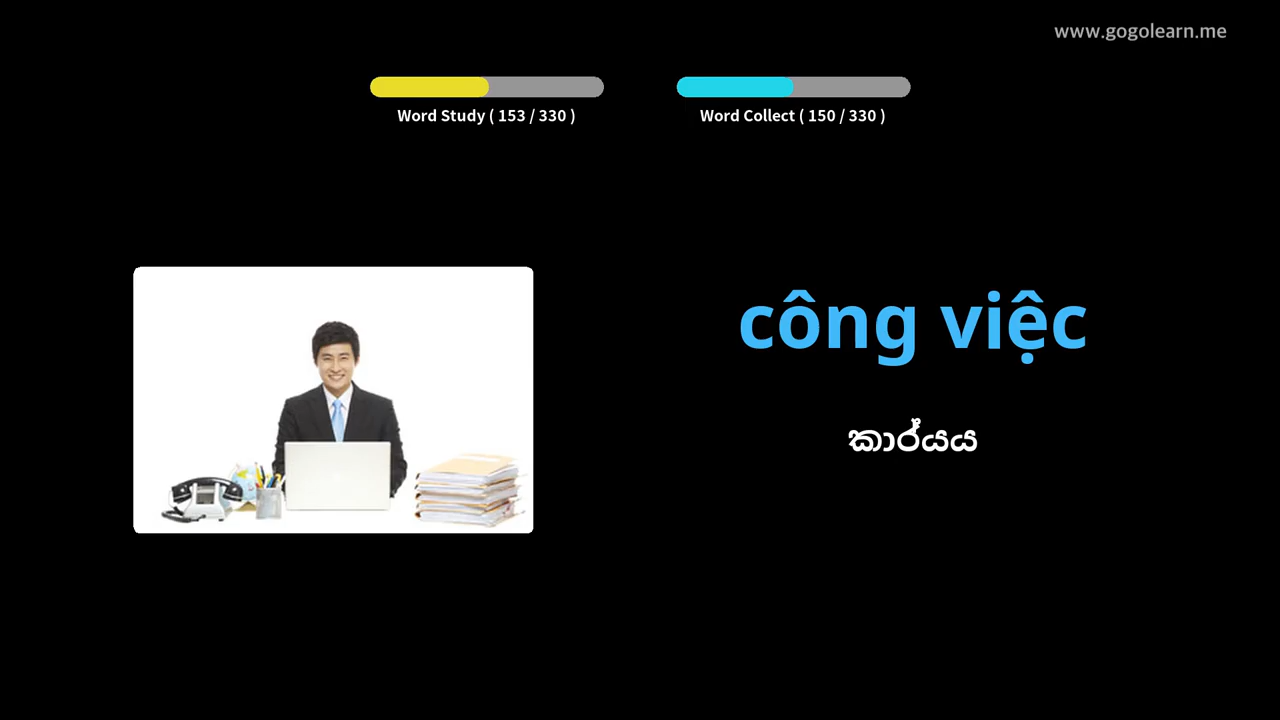 www.gogolearn.me
Word Study ( 153 / 330 )
Word Collect ( 150 / 330 )
công việc
කාර්යය